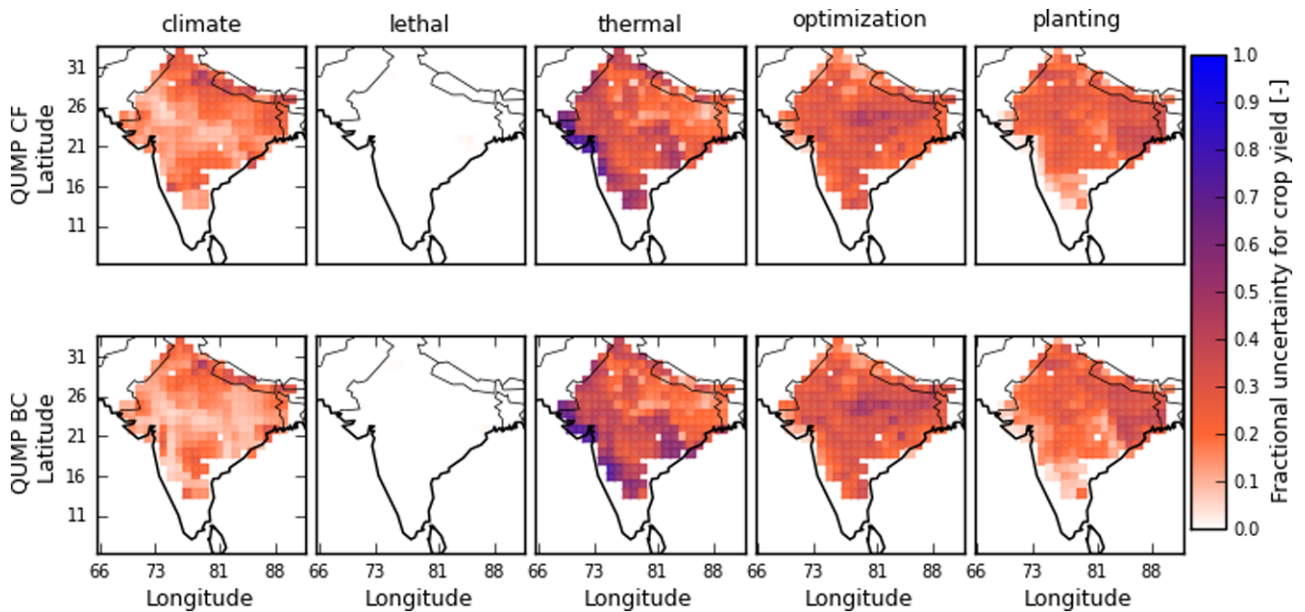 climate lethal thermal optimization planting
QUMP CF
Latitude
31
26
21
16
11
QUMP BC
Latitude
31
26
21
16
11
66 73 81 88 66 73 81 88 66 73 81 88 66 73 81 88 66 73 81 88
Longitude Longitude Longitude Longitude Longitude
1.0
0.9
0.8
0.7
0.6
0.5
0.4
0.3
0.2
0.1
0.0
Fractional uncertainty for crop yield [-]